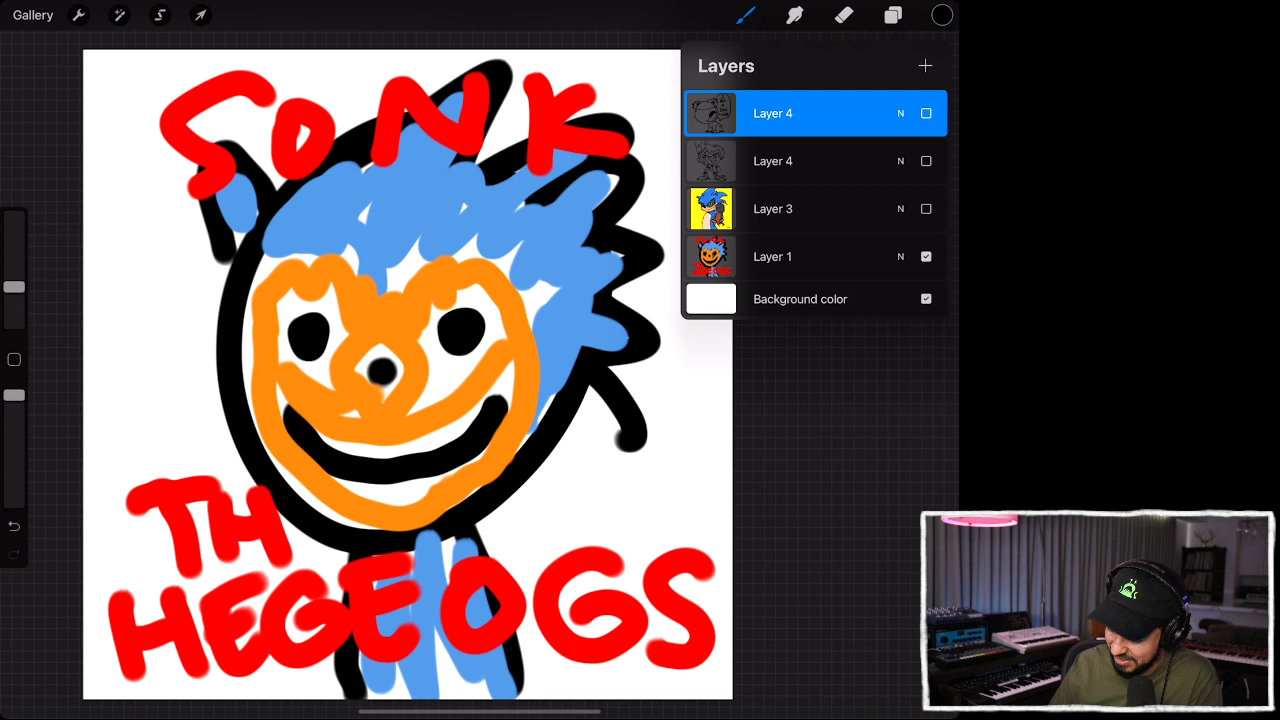 Gallery
Layers
Layer 4 N
Layer 4 N
Layer 3 N
Layer 1 N
Background color
SONK
TH
HEGEOGS